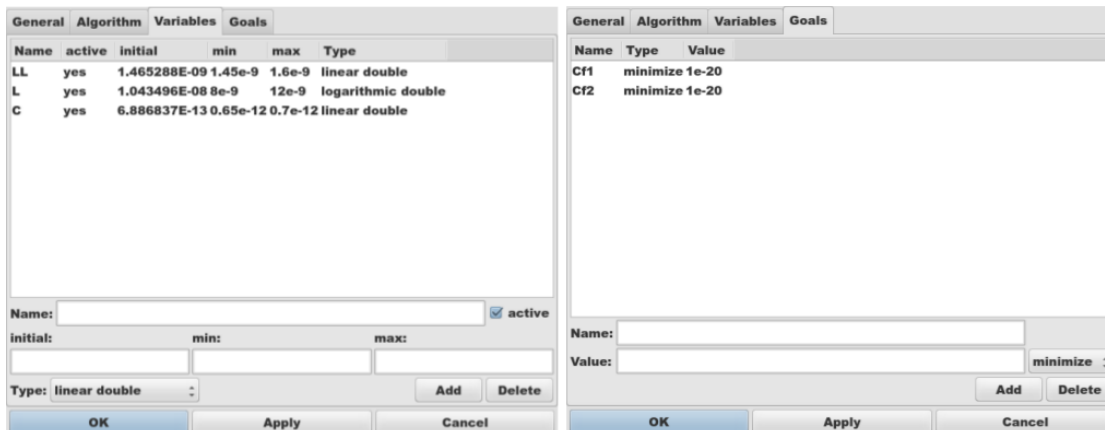 General Algorithm Variables Goals
Name active initial min max Type
LL yes 1.465288E-09 1.45e-9 1.6e-9 linear double
L yes 1.043496E-08 8e-9 12e-9 logarithmic double
C yes 6.886837E-13 0.65e-12 0.7e-12 linear double
Name: active
initial: min: max:
Type: linear double Add Delete
OK Apply Cancel
General Algorithm Variables Goals
Name Type Value
Cf1 minimize 1e-20
Cf2 minimize 1e-20
Name:
Value: minimize
Add Delete
OK Apply Cancel